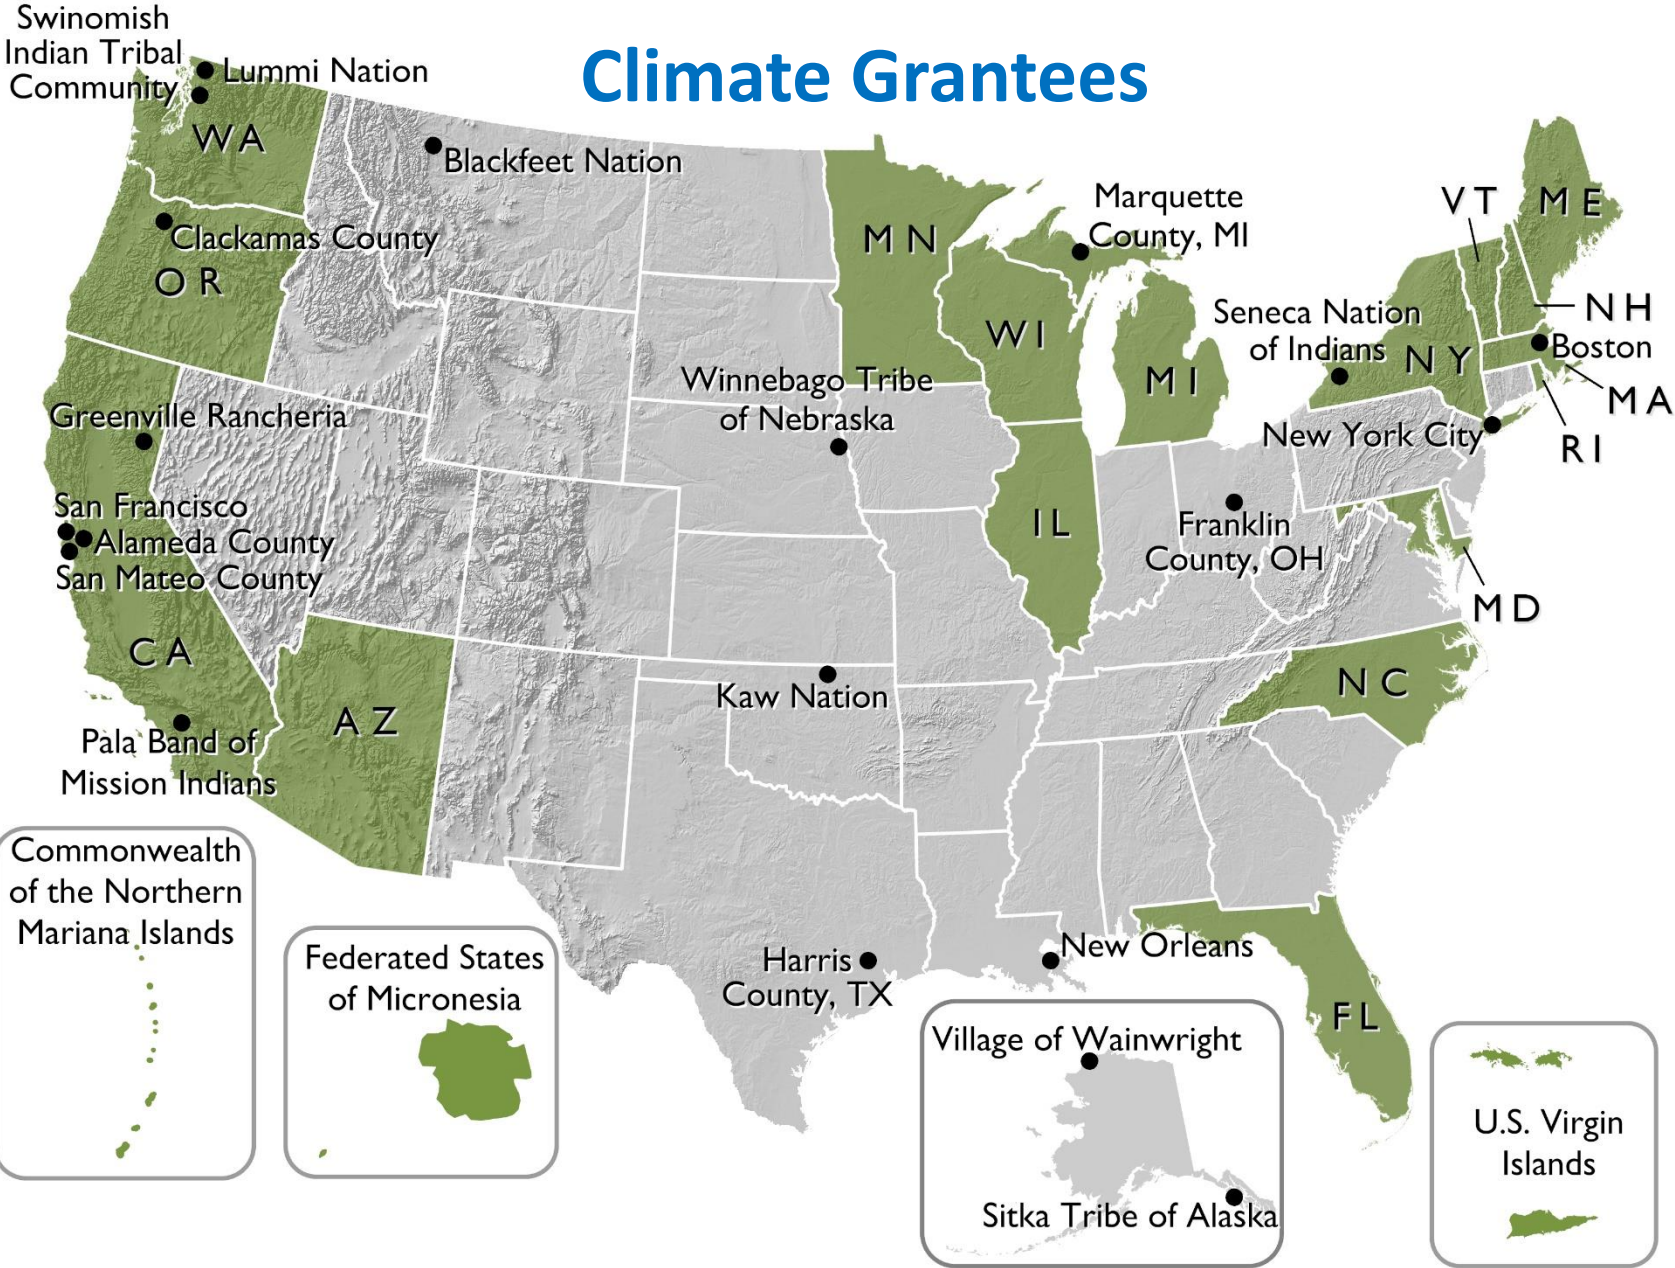 Climate Grantees
Swinomish
Indian Tribal
Community
Lummi Nation
WA
Blackfeet Nation
Clackamas County
OR
Greenville Rancheria
San Francisco
Alameda County
San Mateo County
CA
Pala Band of
Mission Indians
AZ
MN
Marquette
County, MI
WI
MI
Winnebago Tribe
of Nebraska
IL
Franklin
County, OH
Kaw Nation
Seneca Nation
of Indians
NY
VT
ME
NH
Boston
MA
RI
New York City
MD
NC
Harris
County, TX
New Orleans
FL
Commonwealth
of the Northern
Mariana Islands
Federated States
of Micronesia
Village of Wainwright
Sitka Tribe of Alaska
U.S. Virgin
Islands